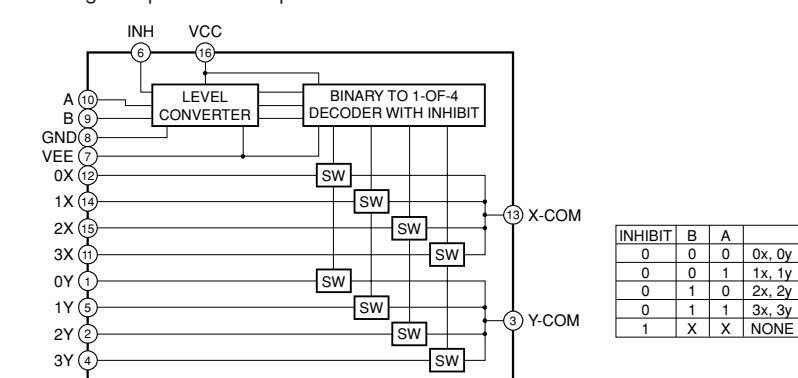 INH VCC
6 16
LEVEL CONVERTER
BINARY TO 1-OF-4 DECODER WITH INHIBIT
A 10
B 9
GND 8
VEE 7
0X 12 SW
1X 14 SW
13 X-COM
2X 15 SW
3X 11 SW
0Y 1 SW
1Y 5 SW
3 Y-COM
2Y 2 SW
3Y 4 SW
INHIBIT B A
0 0 0 0x, 0y
0 0 1 1x, 1y
0 1 0 2x, 2y
0 1 1 3x, 3y
1 X X NONE